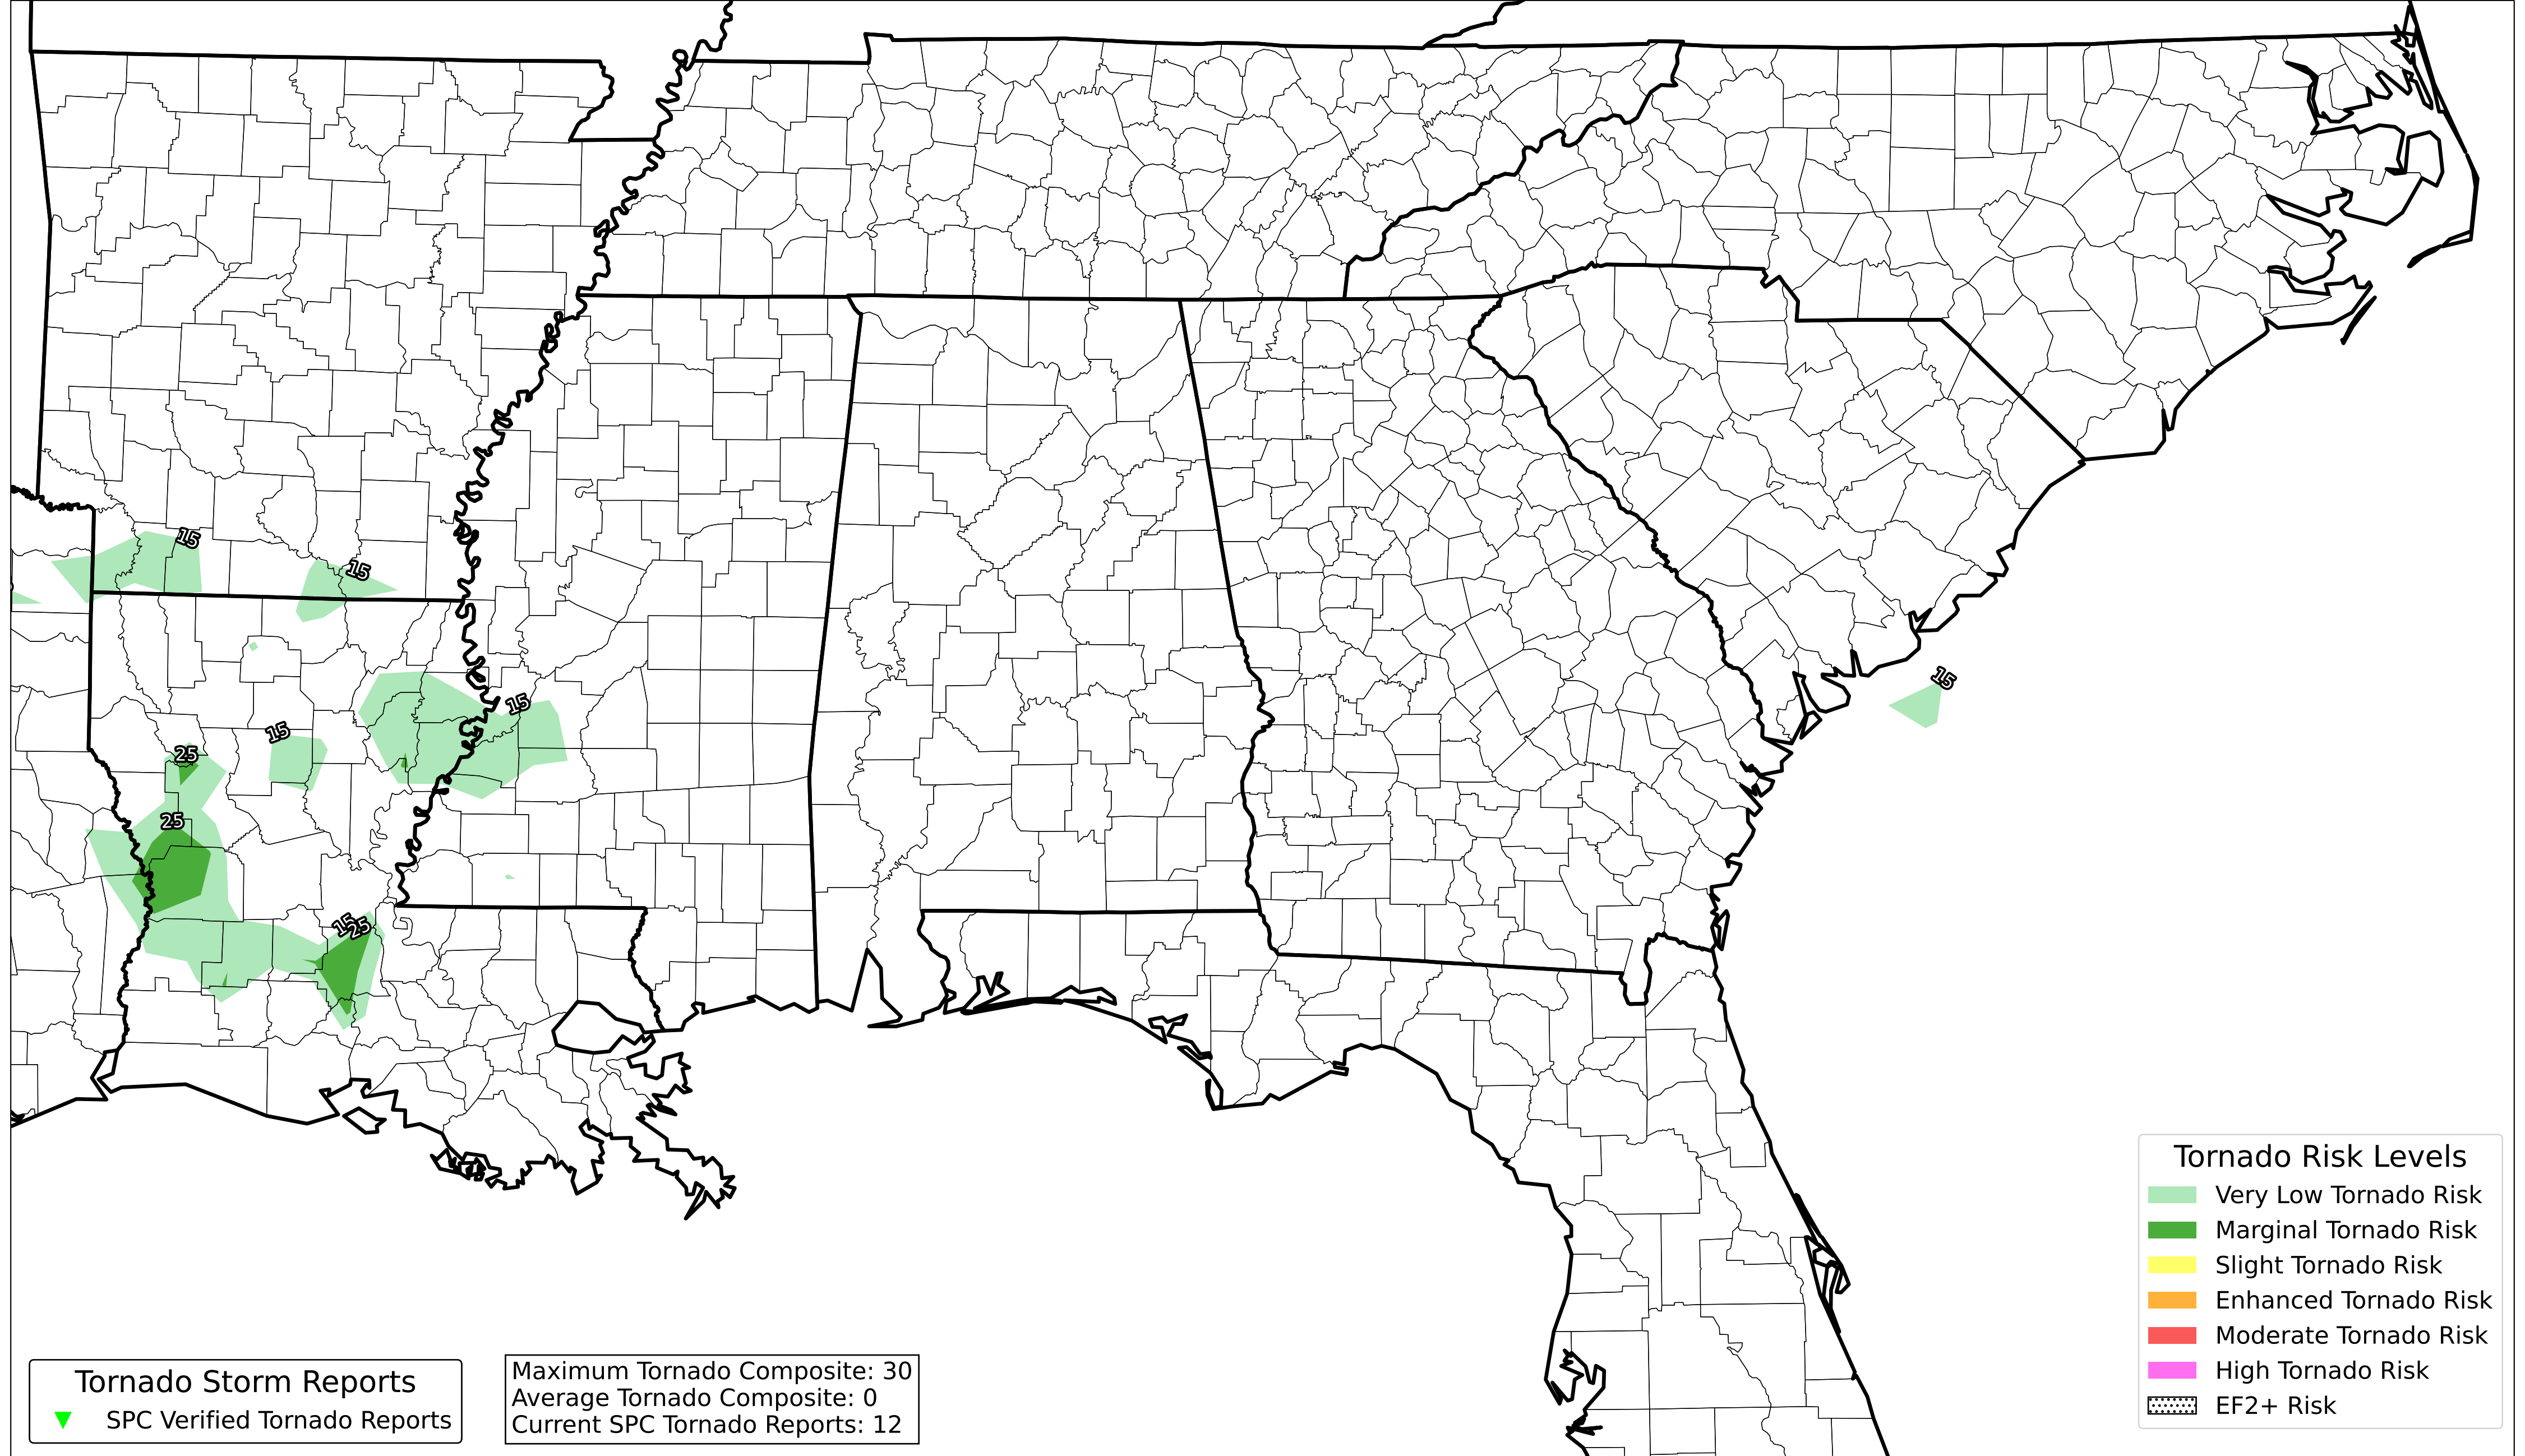 15
15
15
15
15
25
25
15
25
Tornado Storm Reports
SPC Verified Tornado Reports
Maximum Tornado Composite: 30
Average Tornado Composite: 0
Current SPC Tornado Reports: 12
Tornado Risk Levels
Very Low Tornado Risk
Marginal Tornado Risk
Slight Tornado Risk
Enhanced Tornado Risk
Moderate Tornado Risk
High Tornado Risk
EF2+ Risk